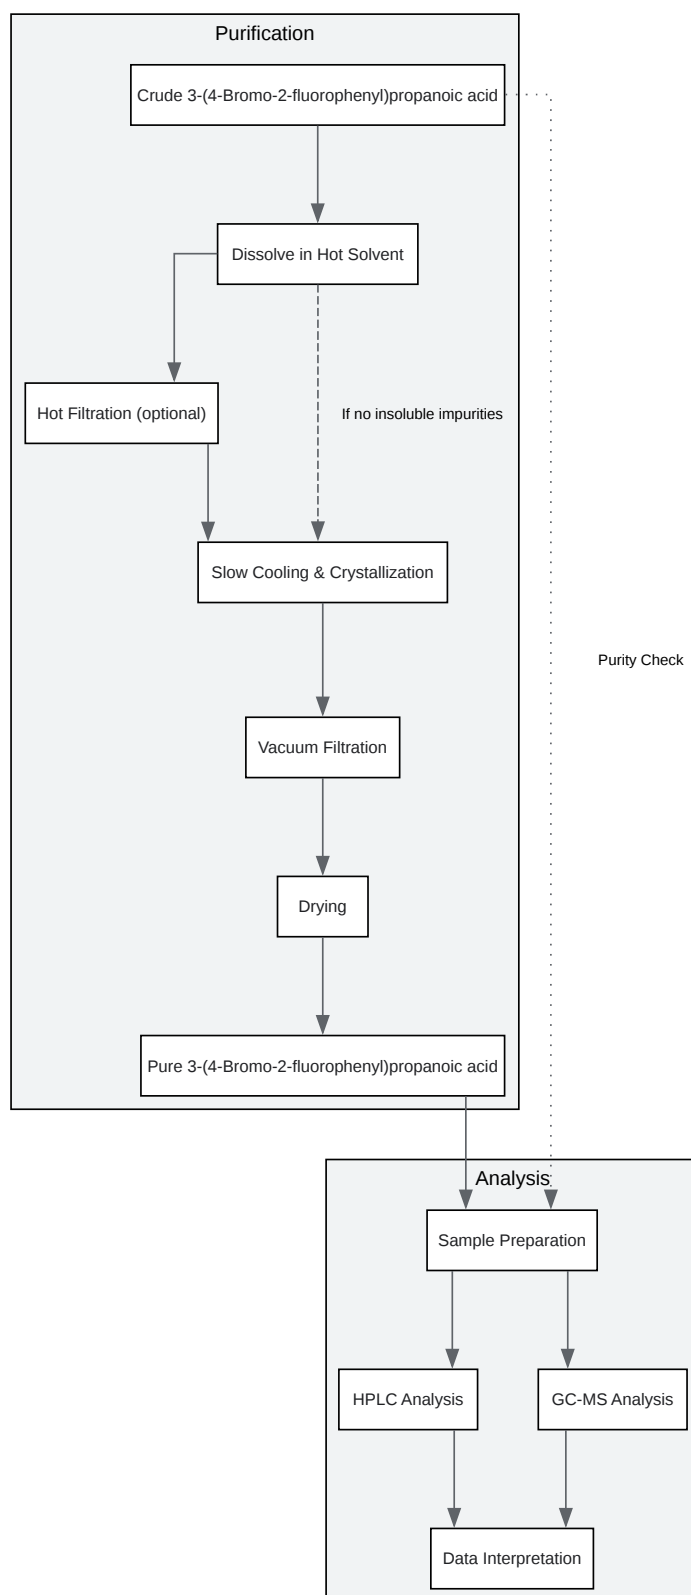 Purification
Crude 3-(4-Bromo-2-fluorophenyl)propanoic acid
Dissolve in Hot Solvent
Hot Filtration (optional)
If no insoluble impurities
Slow Cooling & Crystallization
Purity Check
Vacuum Filtration
Drying
Pure 3-(4-Bromo-2-fluorophenyl)propanoic acid
Analysis
Sample Preparation
HPLC Analysis
GC-MS Analysis
Data Interpretation